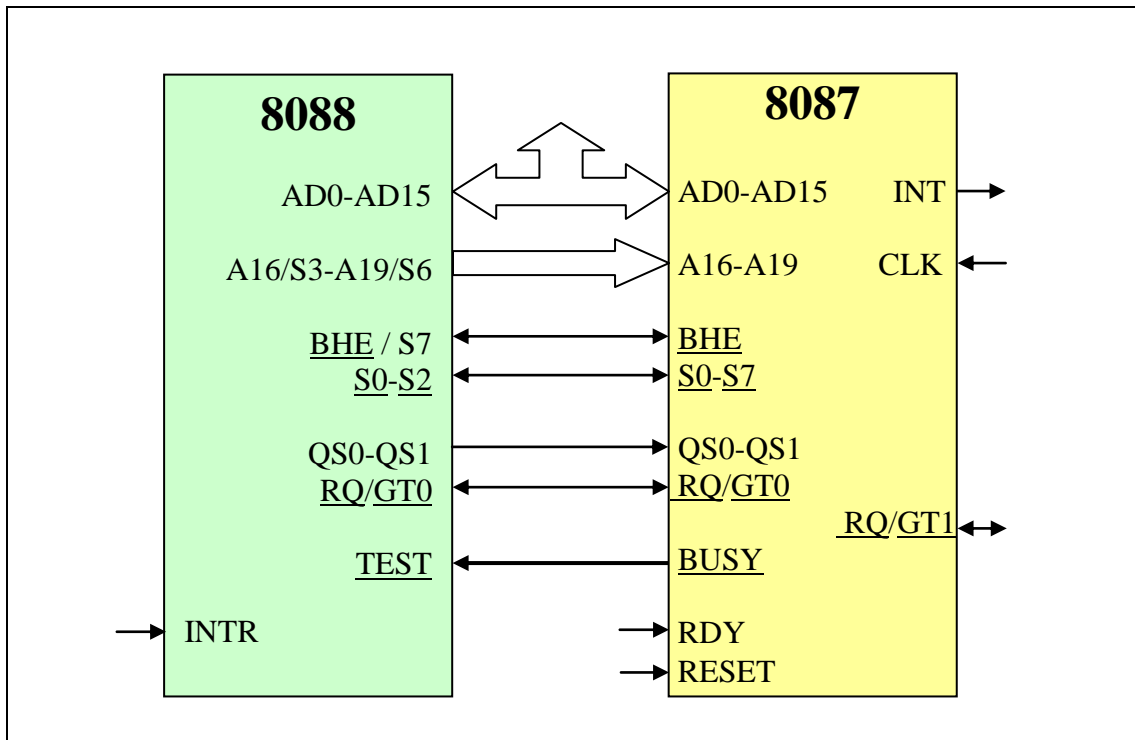 8088
8087
AD0-AD15
AD0-AD15
INT
A16/S3-A19/S6
A16-A19
CLK
BHE / S7
BHE
S0-S2
S0-S7
QS0-QS1
QS0-QS1
RQ/GT0
RQ/GT0
RQ/GT1
TEST
BUSY
INTR
RDY
RESET